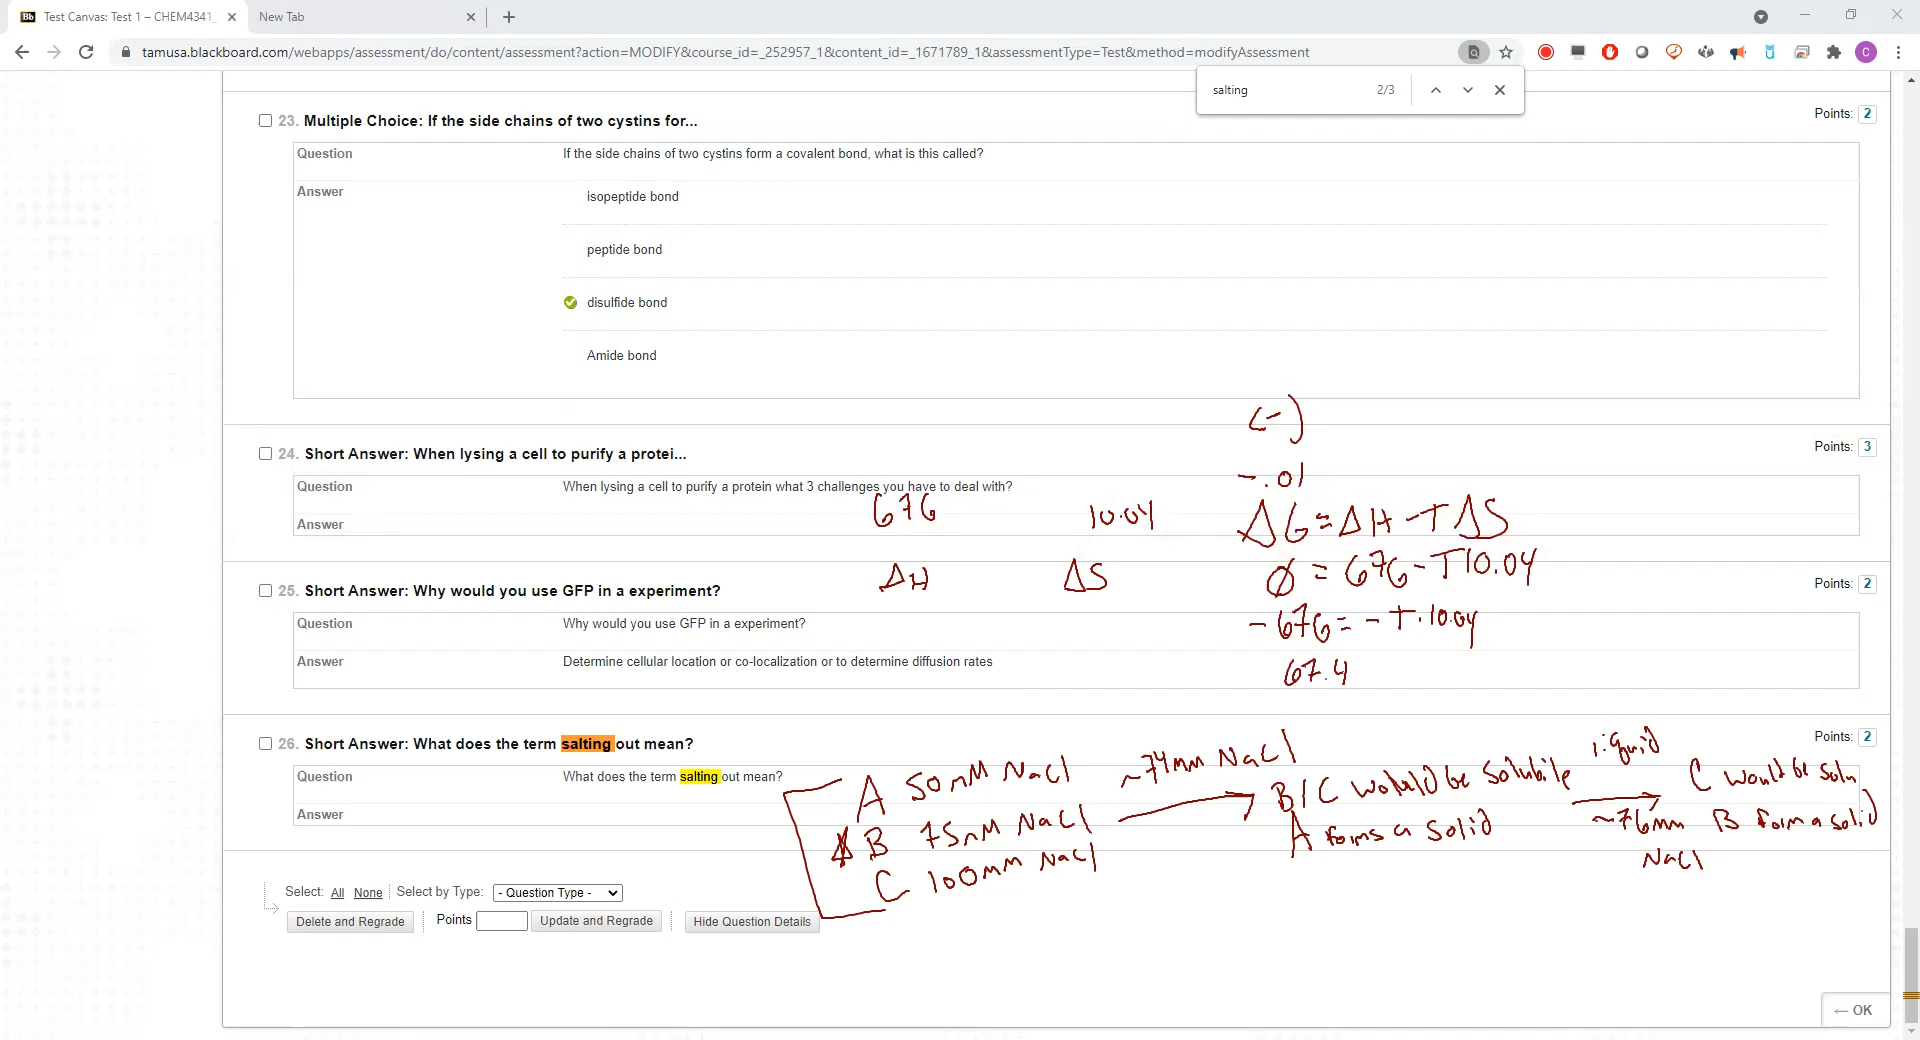 Test Canvas: Test 1 – CHEM4341_
New Tab
tamusa.blackboard.com/webapps/assessment/do/content/assessment?action=MODIFY&course_id=_252957_1&content_id=_1671789_1&assessmentType=Test&method=modifyAssessment
C
salting 2/3
23. Multiple Choice: If the side chains of two cystins for...
Points: 2
Question If the side chains of two cystins form a covalent bond, what is this called?
Answer
isopeptide bond
peptide bond
disulfide bond
Amide bond
(-)
24. Short Answer: When lysing a cell to purify a protei...
Points: 3
-.01
Question When lysing a cell to purify a protein what 3 challenges you have to deal with?
Answer
676 10.04
ΔG = ΔH - TΔS
ΔH ΔS
0 = 676 - T10.04
25. Short Answer: Why would you use GFP in a experiment?
Points: 2
Question Why would you use GFP in a experiment?
-676 = -T.10.04
Answer Determine cellular location or co-localization or to determine diffusion rates
67.4
26. Short Answer: What does the term salting out mean?
Points: 2
Question What does the term salting out mean?
Answer
A 50mM NaCl
B 75mM NaCl
C 100mM NaCl
~74mM NaCl
B/C would be solubile
A forms a solid
liquid
~76mM
NaCl
C would be solu
B form a solid
Select: All None Select by Type: - Question Type -
Delete and Regrade Points Update and Regrade Hide Question Details
← OK